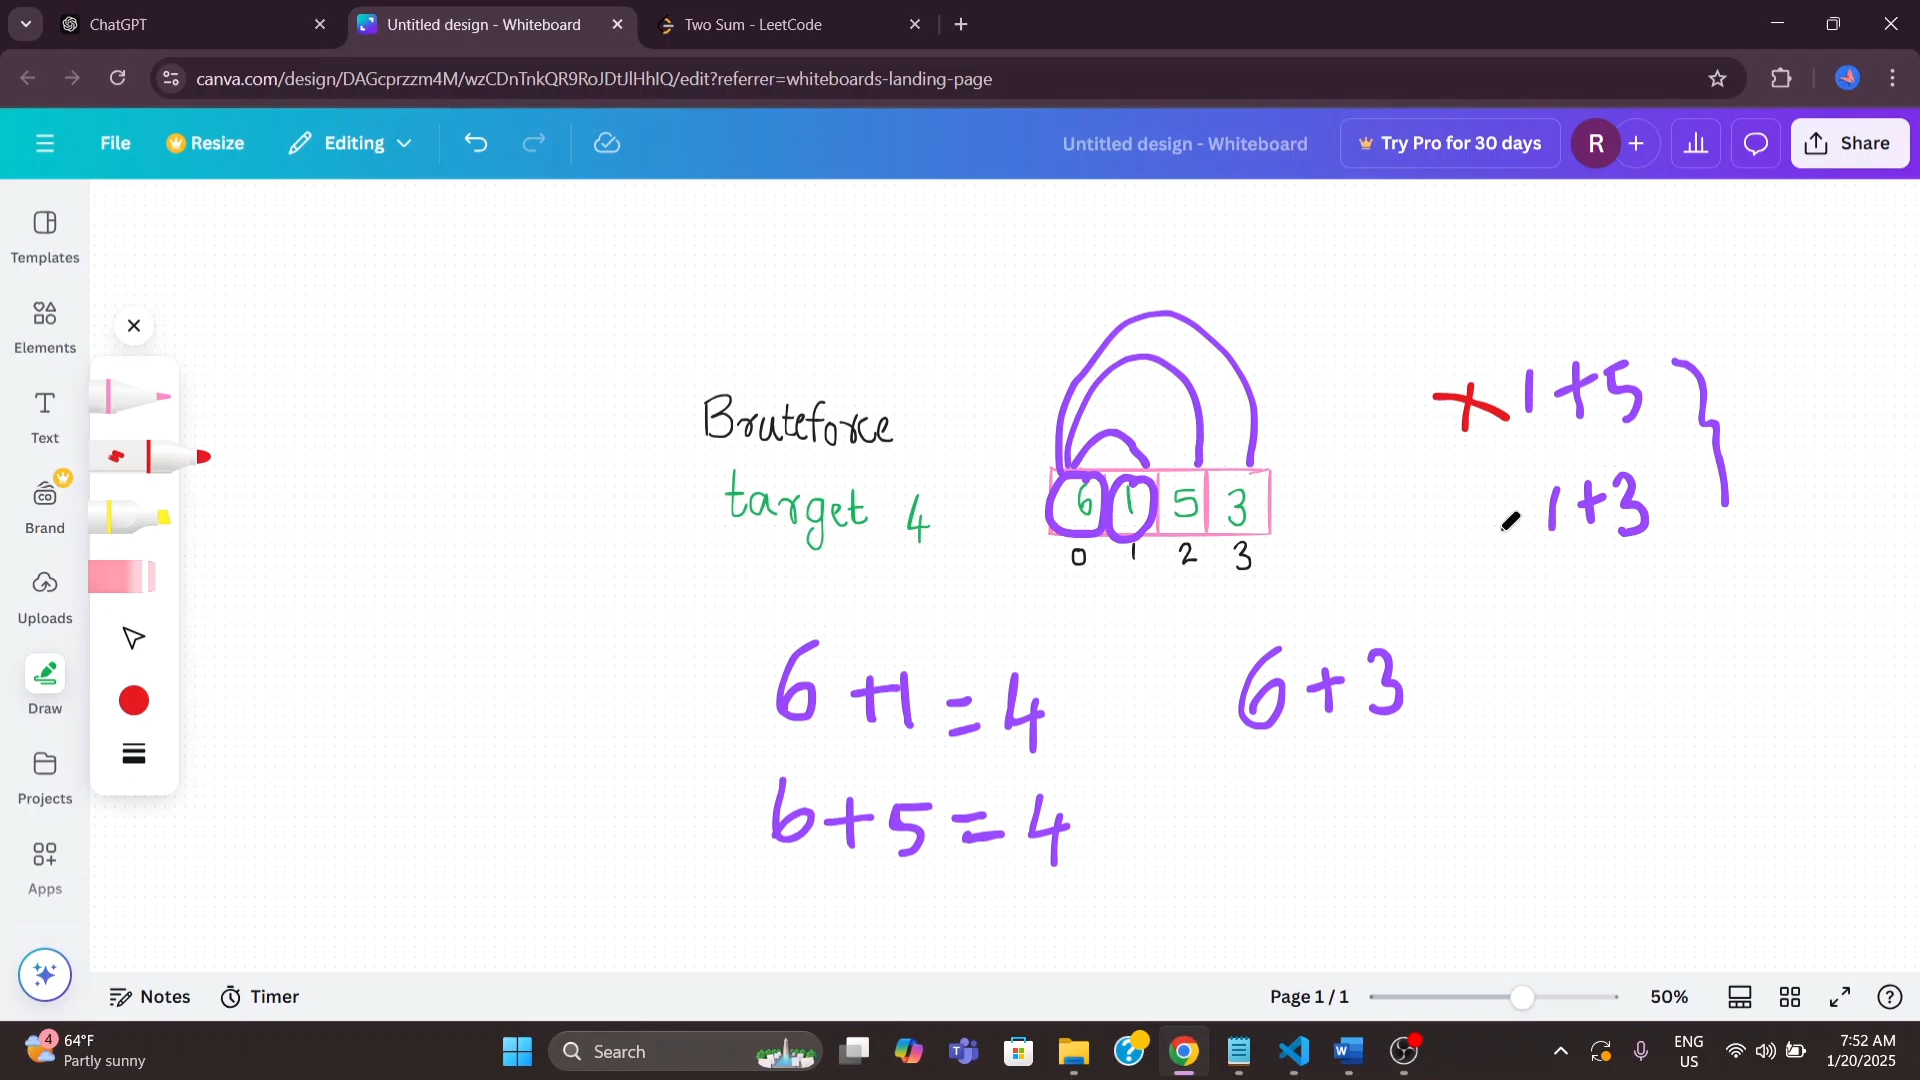 ChatGPT
Untitled design - Whiteboard
Two Sum - LeetCode
canva.com/design/DAGcprzzm4M/wzCDnTnkQR9RoJDtJlHhIQ/edit?referrer=whiteboards-landing-page
File
Resize
Editing
Untitled design - Whiteboard
Try Pro for 30 days
R
Share
Templates
Elements
Text
Brand
Uploads
Draw
Projects
Apps
Bruteforce
target 4
6 1 5 3
0 1 2 3
1+5
1+3
6+1=4
6+3
6+5=4
Notes
Timer
Page 1 / 1
50%
4
64°F
Partly sunny
Search
ENG
US
7:52 AM
1/20/2025